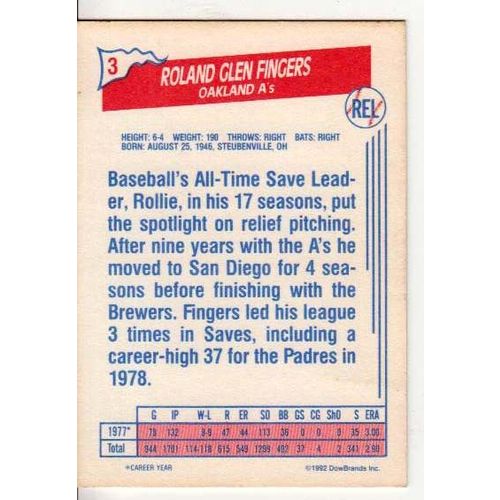 3
ROLAND GLEN FINGERS
OAKLAND A's
REL
HEIGHT: 6-4 WEIGHT: 190 THROWS: RIGHT BATS: RIGHT
BORN: AUGUST 25, 1946, STEUBENVILLE, OH
Baseball's All-Time Save Lead-
er, Rollie, in his 17 seasons, put
the spotlight on relief pitching.
After nine years with the A's he
moved to San Diego for 4 sea-
sons before finishing with the
Brewers. Fingers led his league
3 times in Saves, including a
career-high 37 for the Padres in
1978.
G IP W-L R ER SO BB GS CG ShO S ERA
1977* 78 132 8-9 47 44 113 36 0 0 0 35 3.00
Total 944 1701 114-118 615 549 1299 492 37 4 2 341 2.90
*CAREER YEAR
©1992 DowBrands Inc.